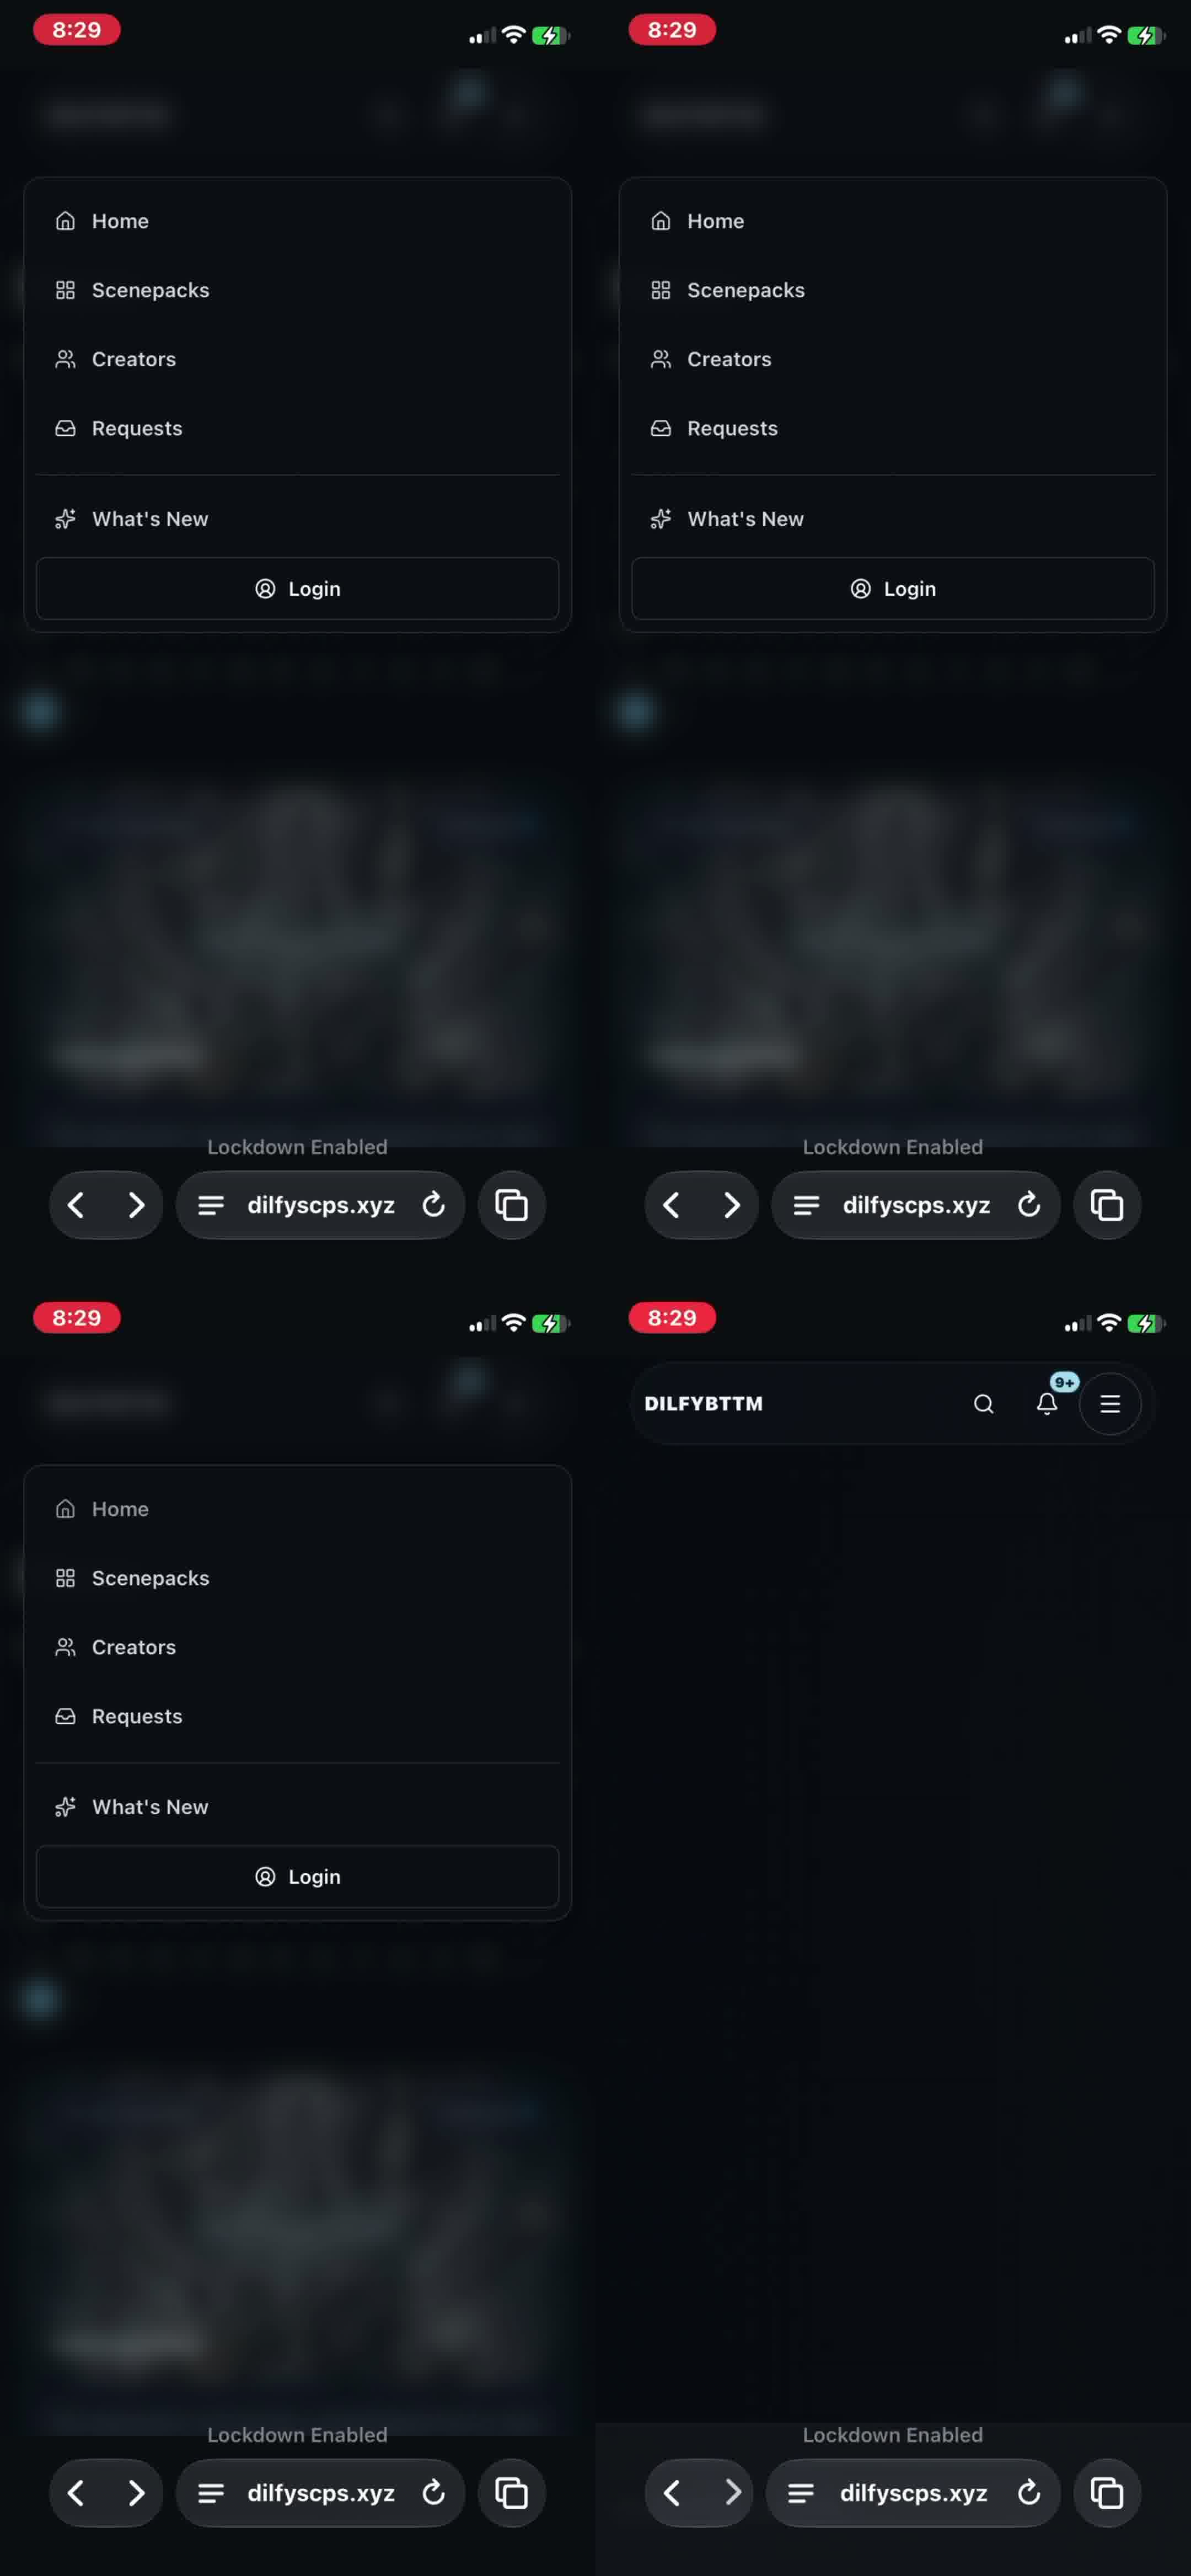 8:29
Home
Scenepacks
Creators
Requests
What's New
Login
Lockdown Enabled
dilfyscps.xyz
8:29
Home
Scenepacks
Creators
Requests
What's New
Login
Lockdown Enabled
dilfyscps.xyz
8:29
Home
Scenepacks
Creators
Requests
What's New
Login
Lockdown Enabled
dilfyscps.xyz
8:29
9+
DILFYBTTM
Lockdown Enabled
dilfyscps.xyz